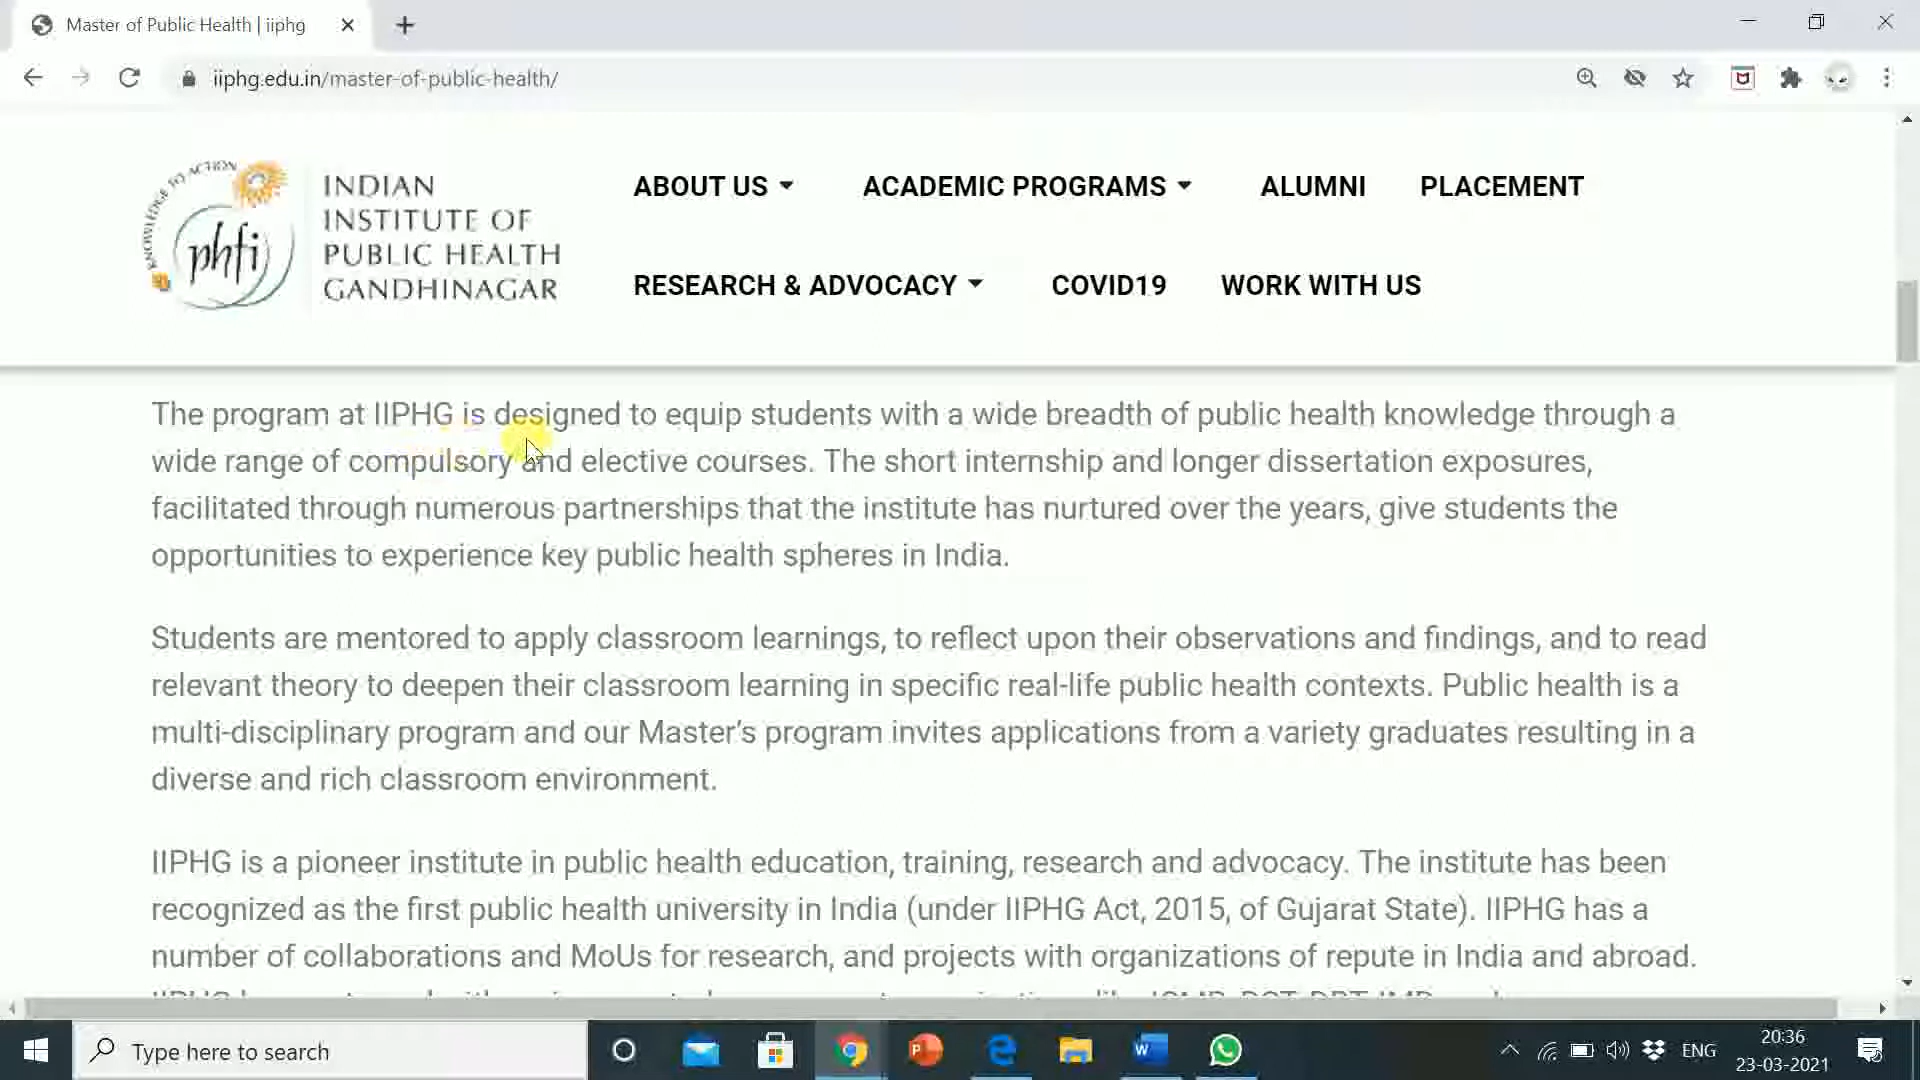 Master of Public Health | iiphg
iiphg.edu.in/master-of-public-health/
KNOWLEDGE TO ACTION
phfi
INDIAN
INSTITUTE OF
PUBLIC HEALTH
GANDHINAGAR
ABOUT US
ACADEMIC PROGRAMS
ALUMNI
PLACEMENT
RESEARCH & ADVOCACY
COVID19
WORK WITH US
The program at IIPHG is designed to equip students with a wide breadth of public health knowledge through a
wide range of compulsory and elective courses. The short internship and longer dissertation exposures,
facilitated through numerous partnerships that the institute has nurtured over the years, give students the
opportunities to experience key public health spheres in India.
Students are mentored to apply classroom learnings, to reflect upon their observations and findings, and to read
relevant theory to deepen their classroom learning in specific real-life public health contexts. Public health is a
multi-disciplinary program and our Master's program invites applications from a variety graduates resulting in a
diverse and rich classroom environment.
IIPHG is a pioneer institute in public health education, training, research and advocacy. The institute has been
recognized as the first public health university in India (under IIPHG Act, 2015, of Gujarat State). IIPHG has a
number of collaborations and MoUs for research, and projects with organizations of repute in India and abroad.
Type here to search
ENG
20:36
23-03-2021